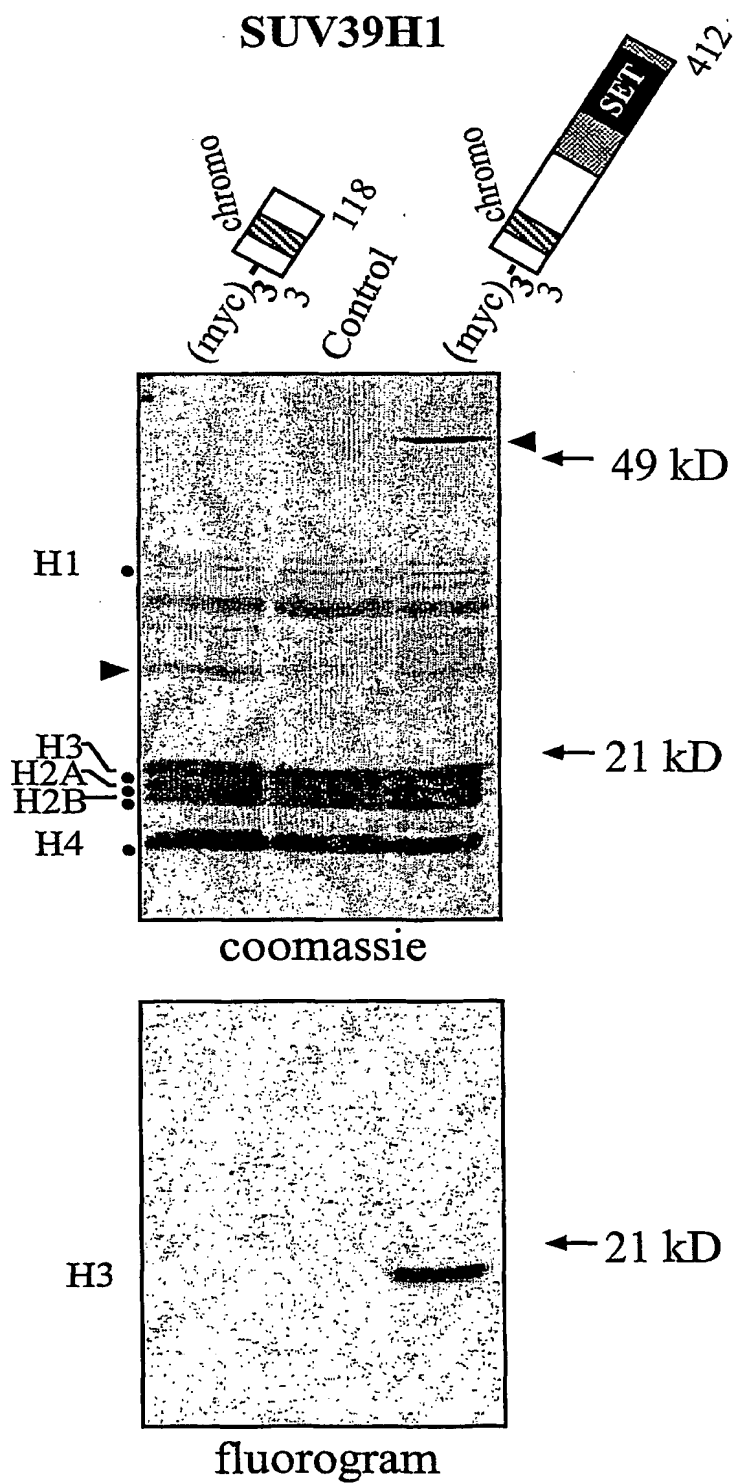 SUV39H1
chromo
118
(myc)3
3
Control
chromo
SET
412
(myc)3
3
49 kD
H1
21 kD
H3
H2A
H2B
H4
coomassie
21 kD
H3
fluorogram